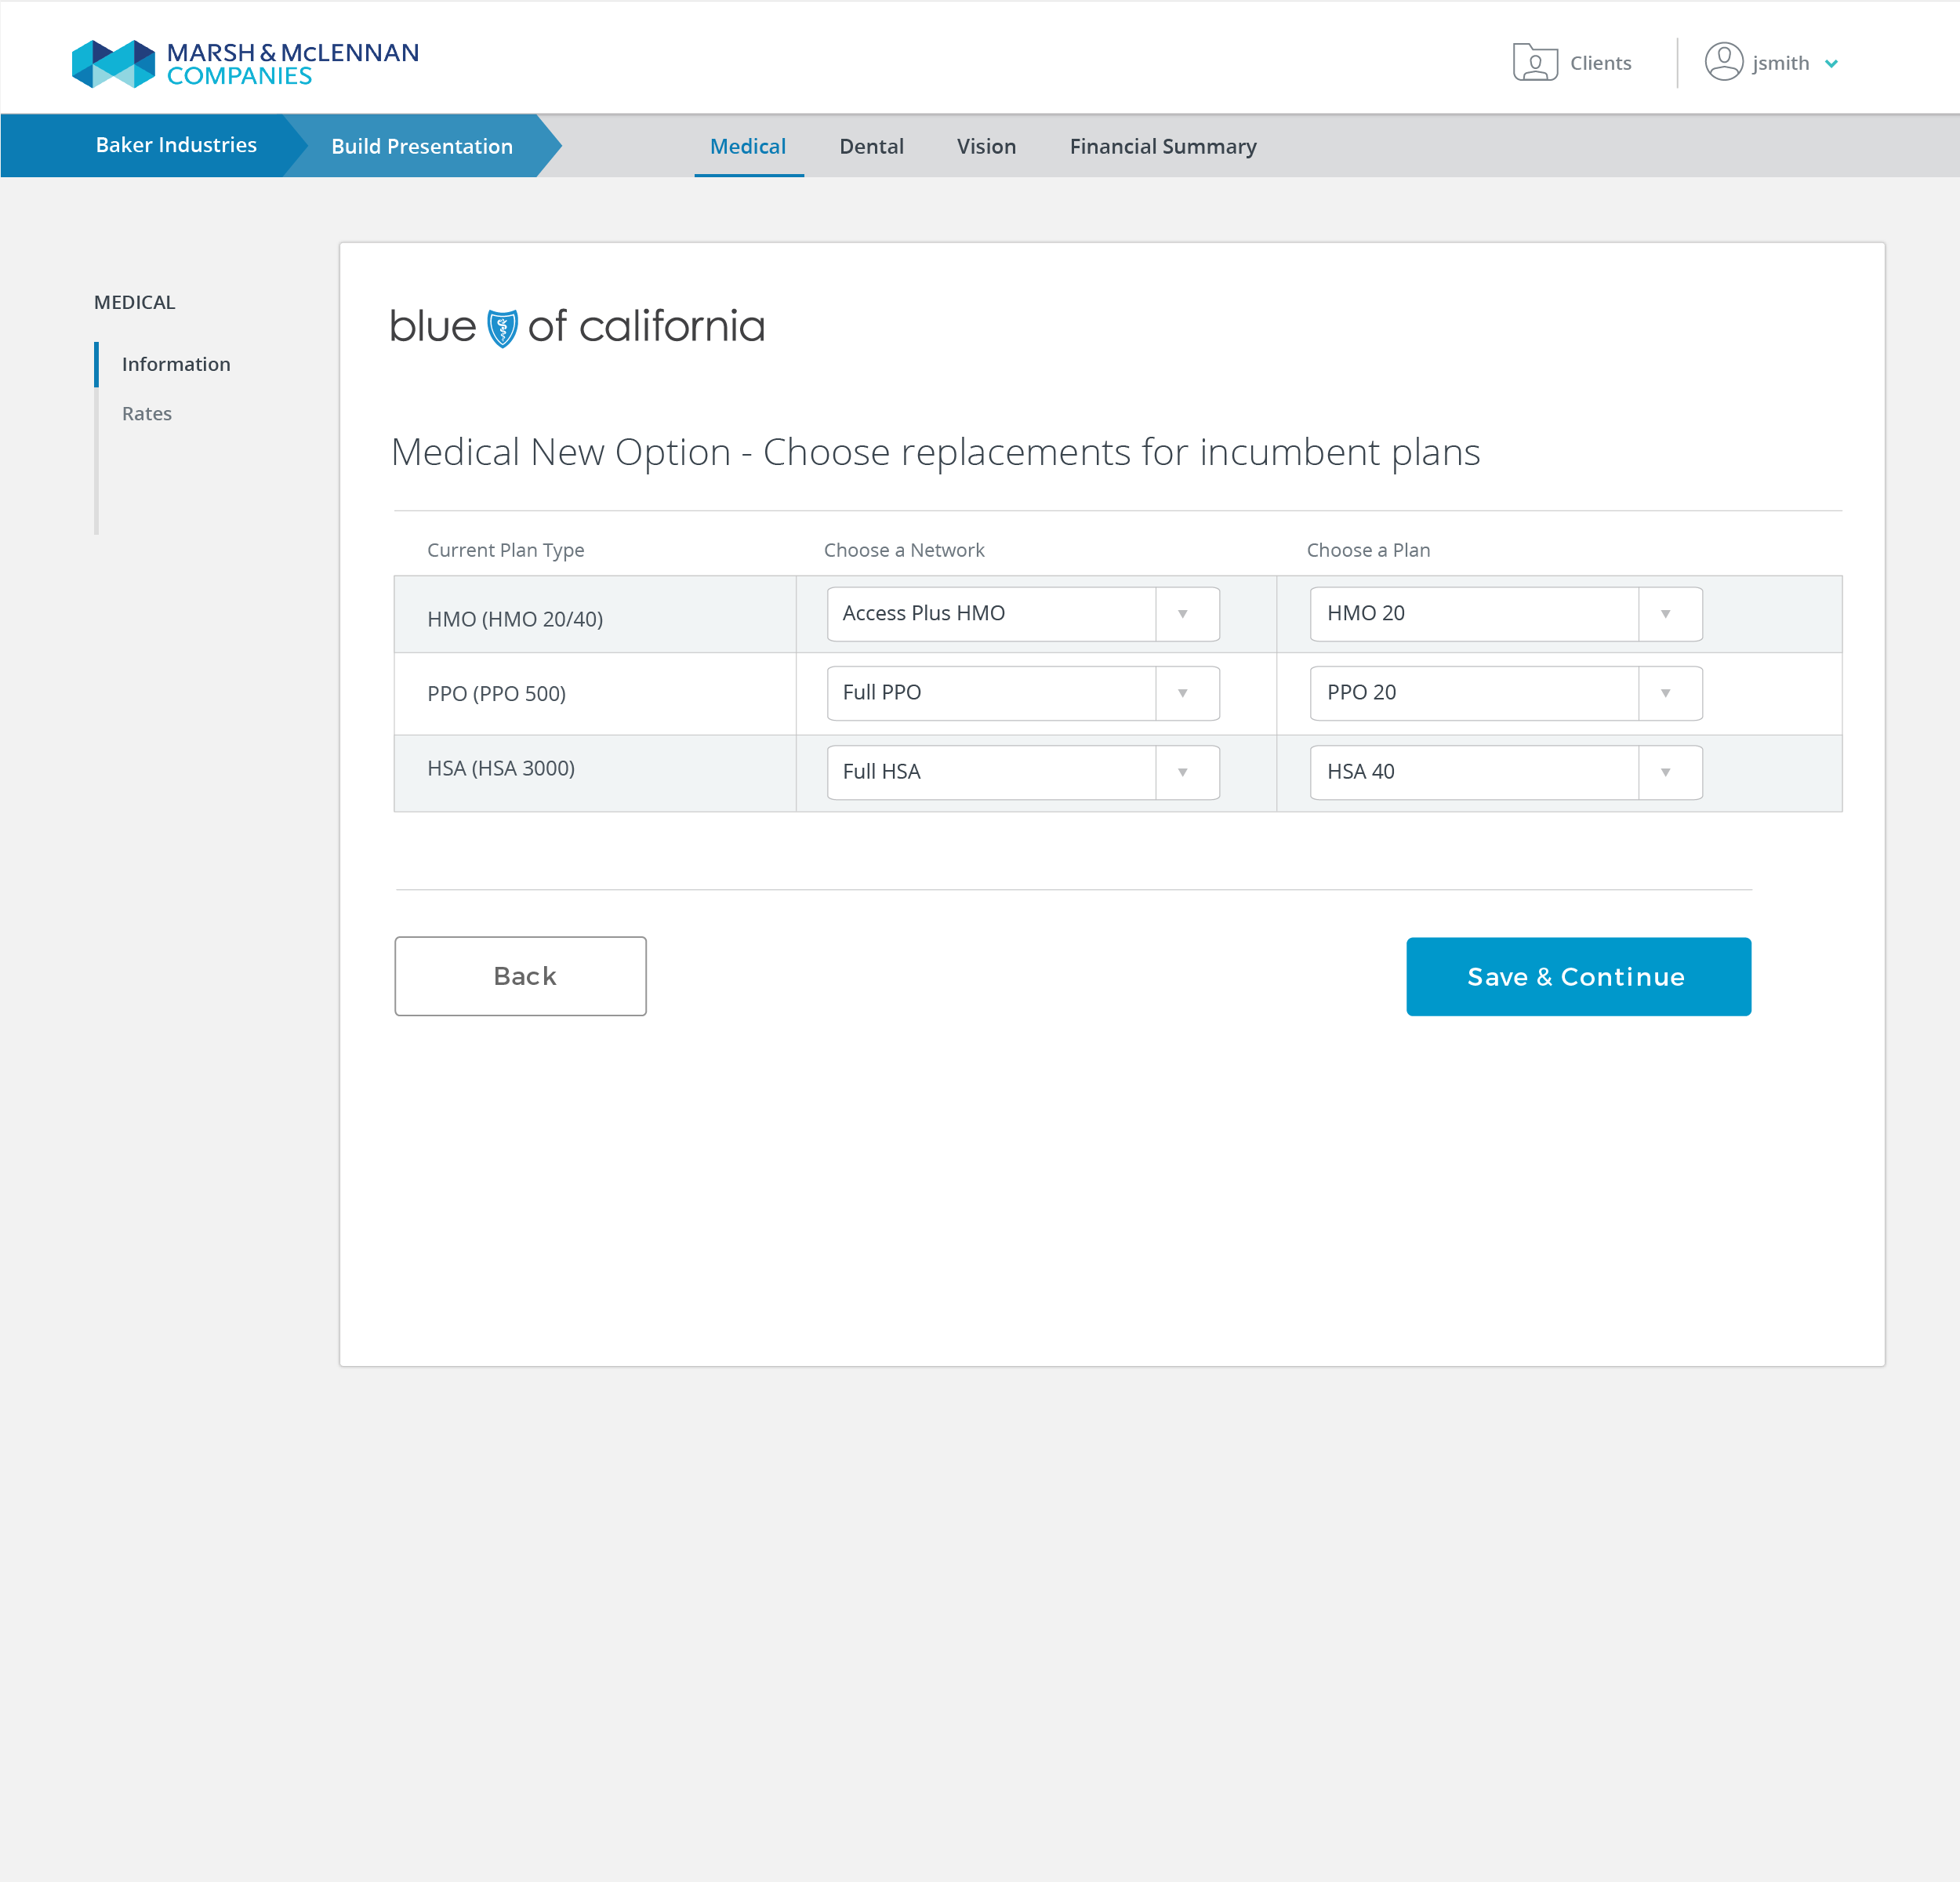 MARSH & McLENNAN
COMPANIES
Clients
jsmith
Baker Industries
Build Presentation
Medical
Dental
Vision
Financial Summary
MEDICAL
Information
Rates
blue of california
Medical New Option - Choose replacements for incumbent plans
Current Plan Type
Choose a Network
Choose a Plan
HMO (HMO 20/40)
Access Plus HMO
HMO 20
PPO (PPO 500)
Full PPO
PPO 20
HSA (HSA 3000)
Full HSA
HSA 40
Back
Save & Continue